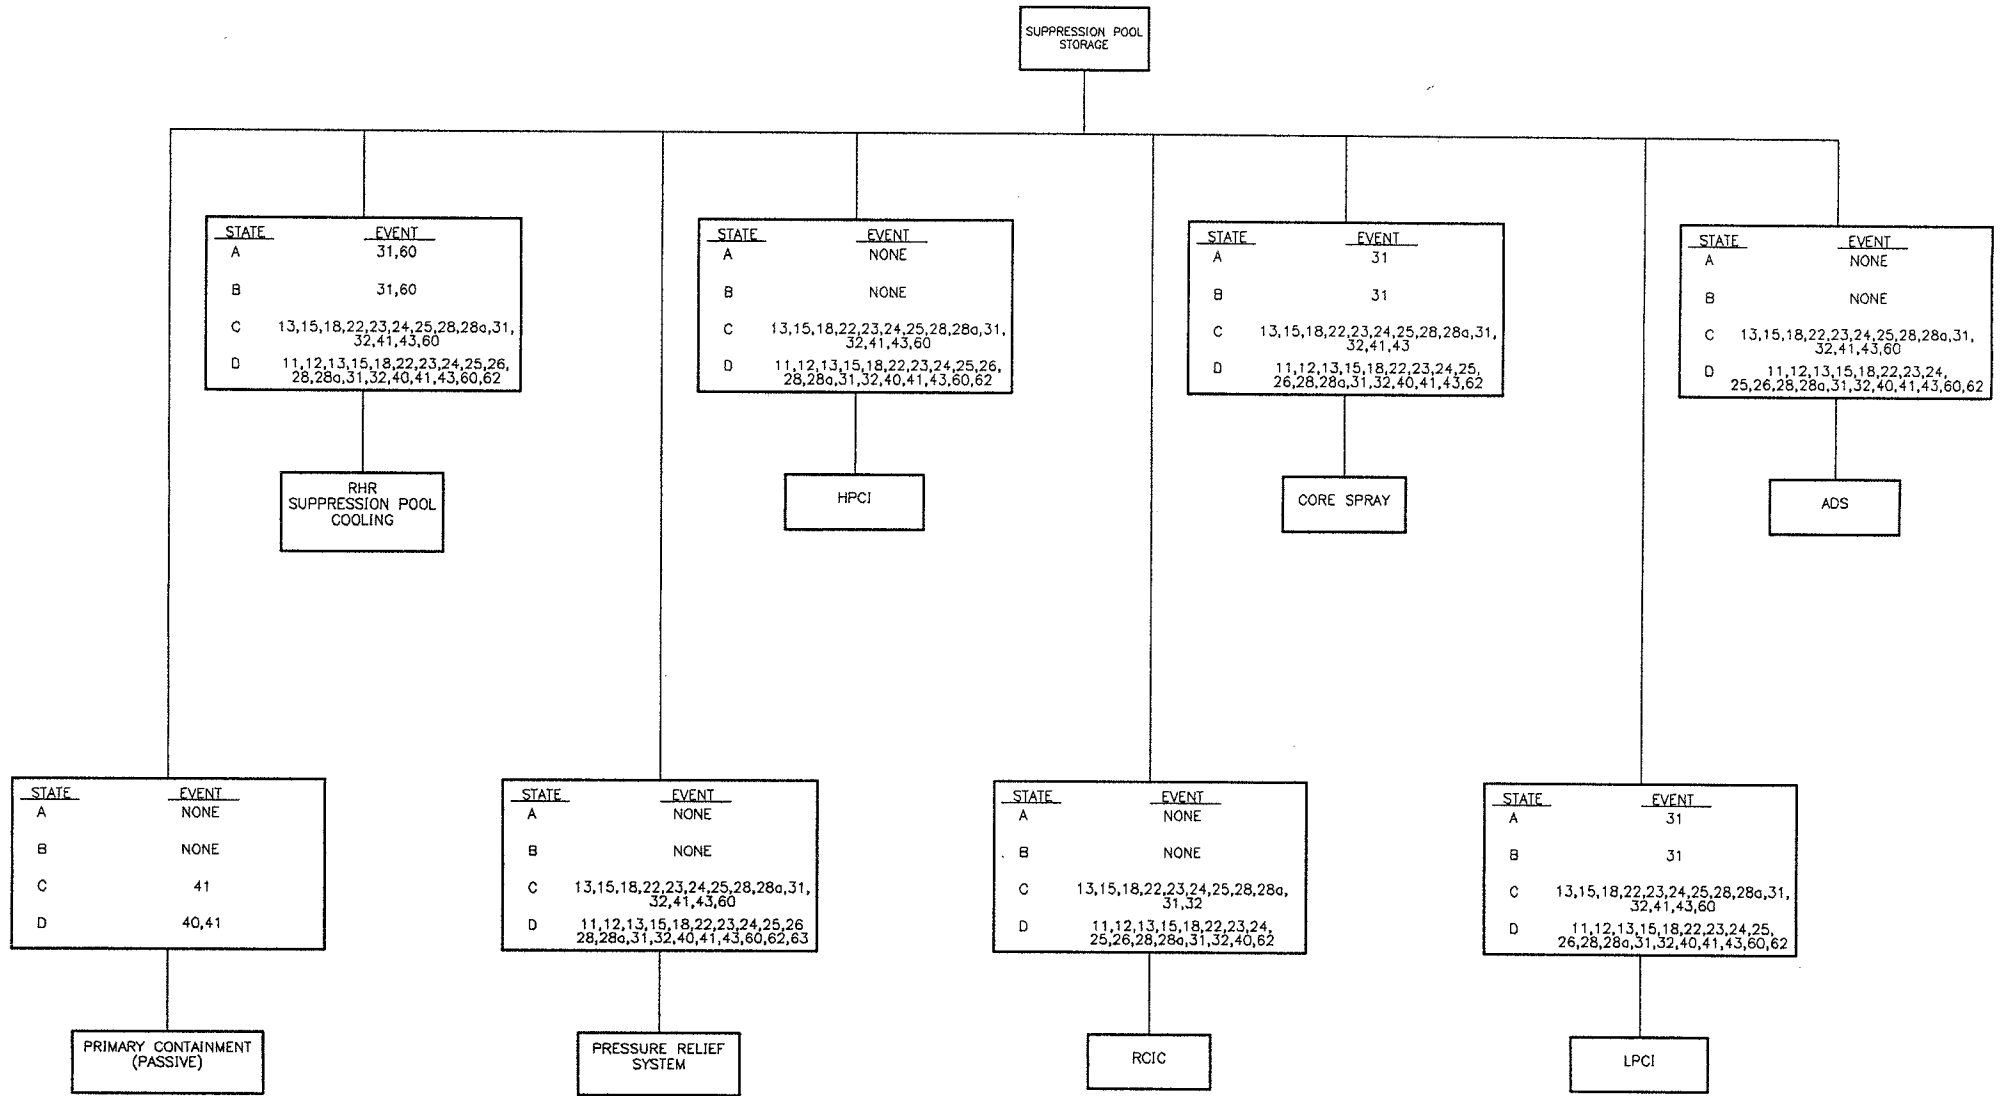 SUPPRESSION POOL
STORAGE
STATE EVENT
A 31,60
B 31,60
C 13,15,18,22,23,24,25,28,28a,31,
32,41,43,60
D 11,12,13,15,18,22,23,24,25,26,
28,28a,31,32,40,41,43,60,62
RHR
SUPPRESSION POOL
COOLING
STATE EVENT
A NONE
B NONE
C 13,15,18,22,23,24,25,28,28a,31,
32,41,43,60
D 11,12,13,15,18,22,23,24,25,26,
28,28a,31,32,40,41,43,60,62
HPCI
STATE EVENT
A 31
B 31
C 13,15,18,22,23,24,25,28,28a,31,
32,41,43
D 11,12,13,15,18,22,23,24,25,
26,28,28a,31,32,40,41,43,62
CORE SPRAY
STATE EVENT
A NONE
B NONE
C 13,15,18,22,23,24,25,28,28a,31,
32,41,43,60
D 11,12,13,15,18,22,23,24,
25,26,28,28a,31,32,40,41,43,60,62
ADS
STATE EVENT
A NONE
B NONE
C 41
D 40,41
PRIMARY CONTAINMENT
(PASSIVE)
STATE EVENT
A NONE
B NONE
C 13,15,18,22,23,24,25,28,28a,31,
32,41,43,60
D 11,12,13,15,18,22,23,24,25,26
28,28a,31,32,40,41,43,60,62,63
PRESSURE RELIEF
SYSTEM
STATE EVENT
A NONE
B NONE
C 13,15,18,22,23,24,25,28,28a,
31,32
D 11,12,13,15,18,22,23,24,
25,26,28,28a,31,32,40,62
RCIC
STATE EVENT
A 31
B 31
C 13,15,18,22,23,24,25,28,28a,31,
32,41,43,60
D 11,12,13,15,18,22,23,24,25,
26,28,28a,31,32,40,41,43,60,62
LPCI